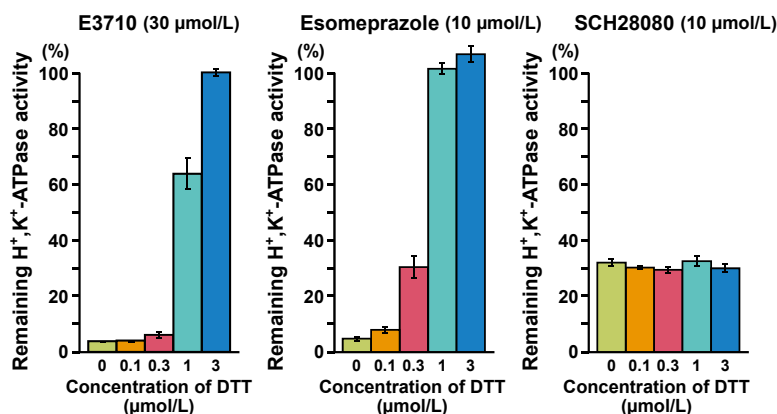 E3710 (30 µmol/L)
(%)
Remaining H⁺,K⁺-ATPase activity
100
80
60
40
20
0
0 0.1 0.3 1 3
Concentration of DTT
(µmol/L)
Esomeprazole (10 µmol/L)
(%)
Remaining H⁺,K⁺-ATPase activity
100
80
60
40
20
0
0 0.1 0.3 1 3
Concentration of DTT
(µmol/L)
SCH28080 (10 µmol/L)
(%)
Remaining H⁺,K⁺-ATPase activity
100
80
60
40
20
0
0 0.1 0.3 1 3
Concentration of DTT
(µmol/L)